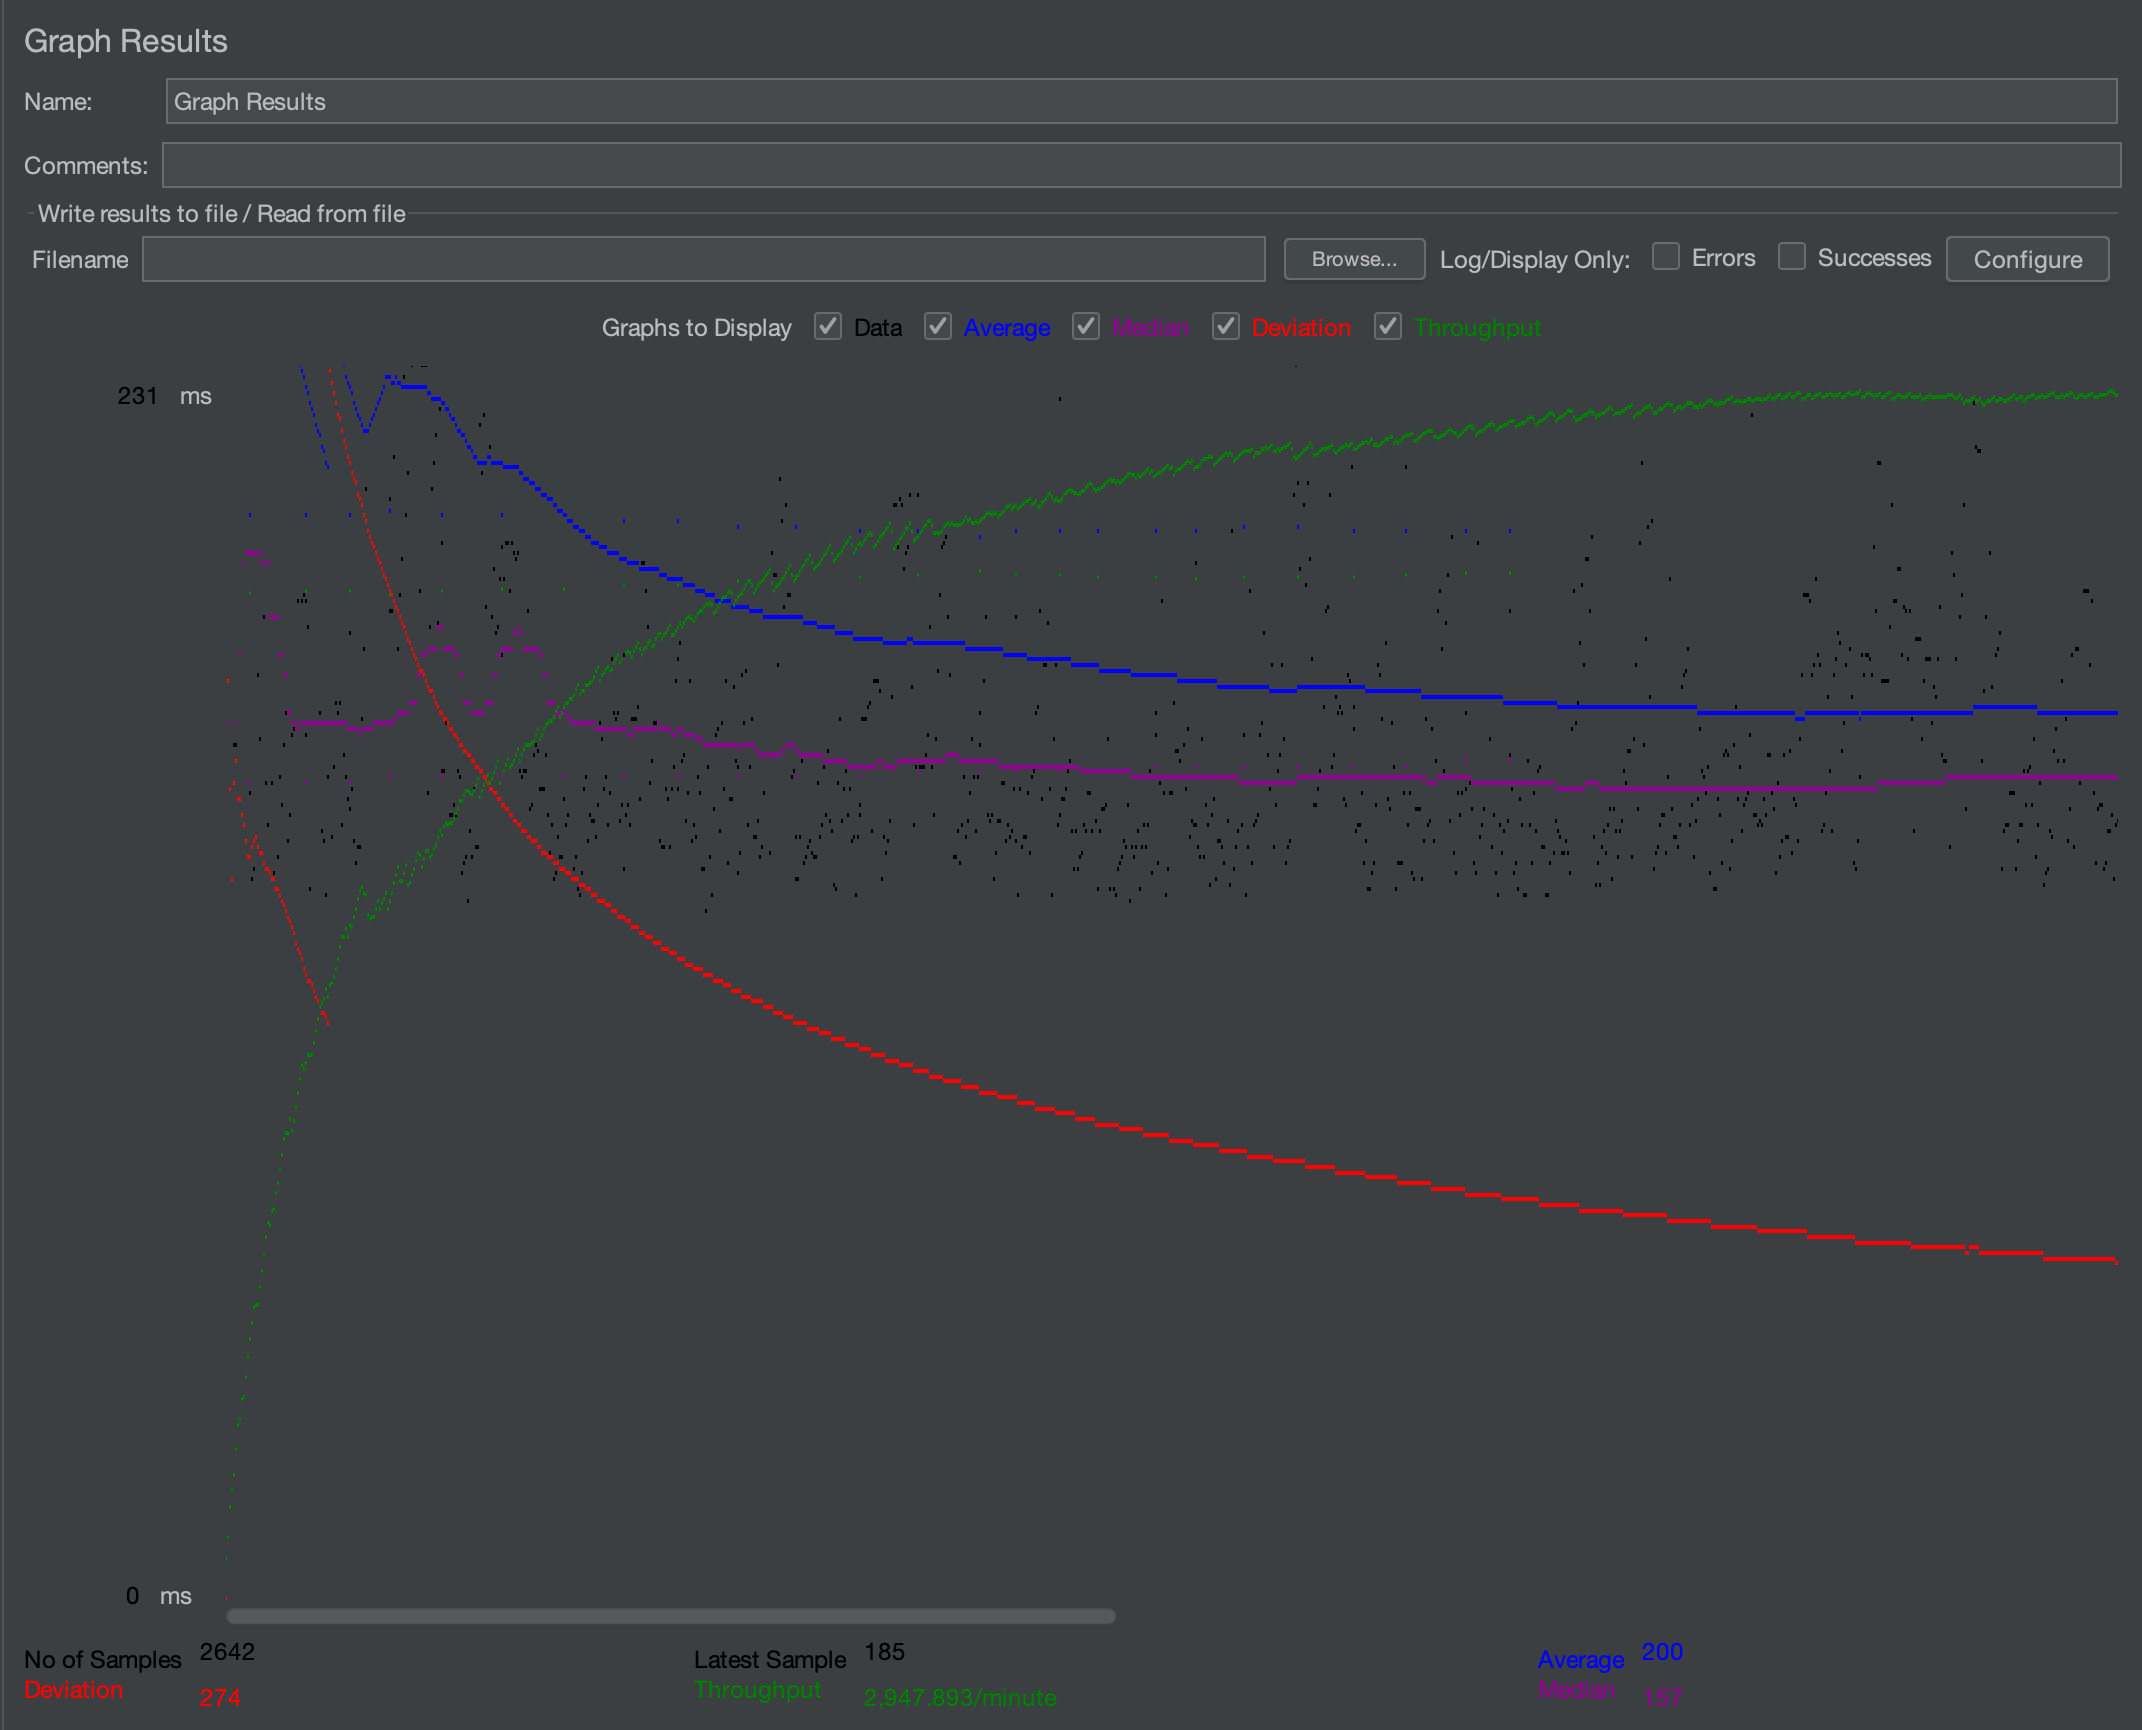 Graph Results
Name: Graph Results
Comments:
Write results to file / Read from file
Filename Browse... Log/Display Only: Errors Successes Configure
Graphs to Display Data Average Median Deviation Throughput
231 ms
0 ms
No of Samples 2642 Latest Sample 185 Average 200
Deviation 274 Throughput 2,947.893/minute Median 157